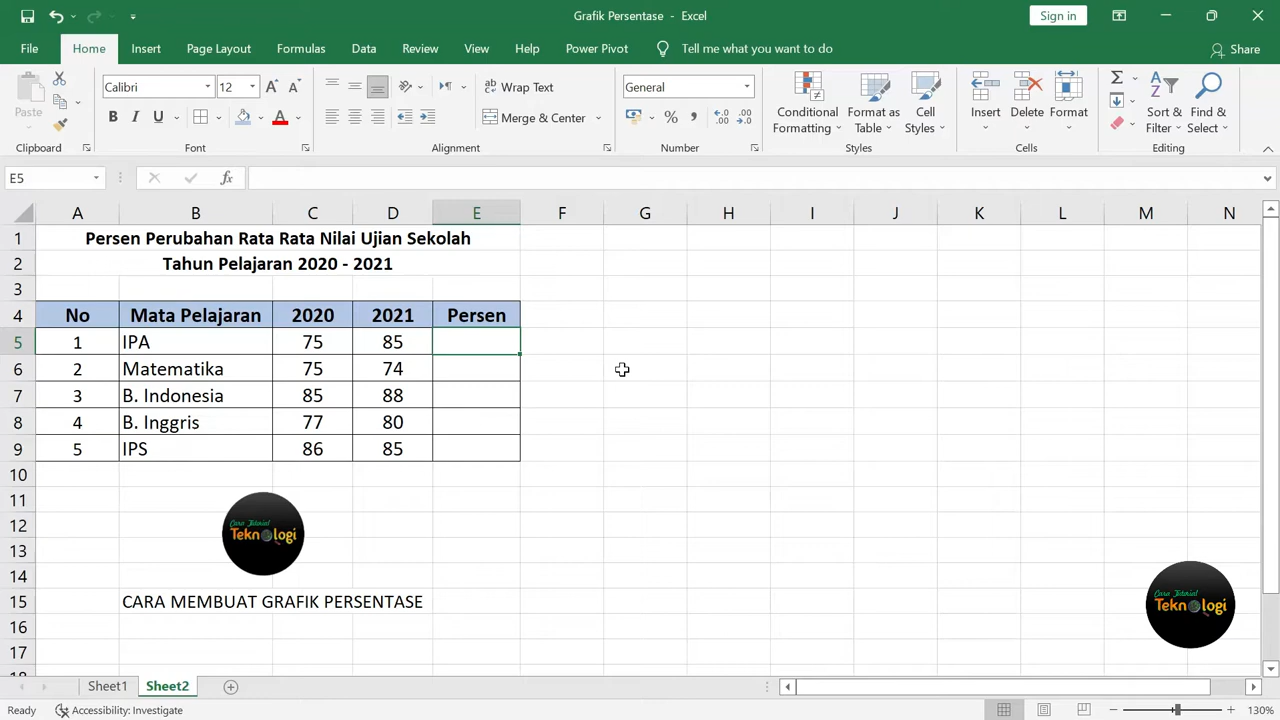 Grafik Persentase - Excel
Sign in
File Home Insert Page Layout Formulas Data Review View Help Power Pivot Tell me what you want to do Share
Paste
Clipboard
Calibri 12
B I U A
Font
Wrap Text
Merge & Center
Alignment
General
%
Number
Conditional Formatting
Format as Table
Cell Styles
Styles
Insert Delete Format
Cells
Sort & Filter
Find & Select
Editing
E5 fx
A B C D E F G H I J K L M N
1 Persen Perubahan Rata Rata Nilai Ujian Sekolah
2 Tahun Pelajaran 2020 - 2021
3
4 No Mata Pelajaran 2020 2021 Persen
5 1 IPA 75 85
6 2 Matematika 75 74
7 3 B. Indonesia 85 88
8 4 B. Inggris 77 80
9 5 IPS 86 85
10
11
12
Cara Tutorial
Teknologi
13
14
15 CARA MEMBUAT GRAFIK PERSENTASE
Cara Tutorial
Teknologi
16
17
18
Sheet1 Sheet2
Ready Accessibility: Investigate 130%